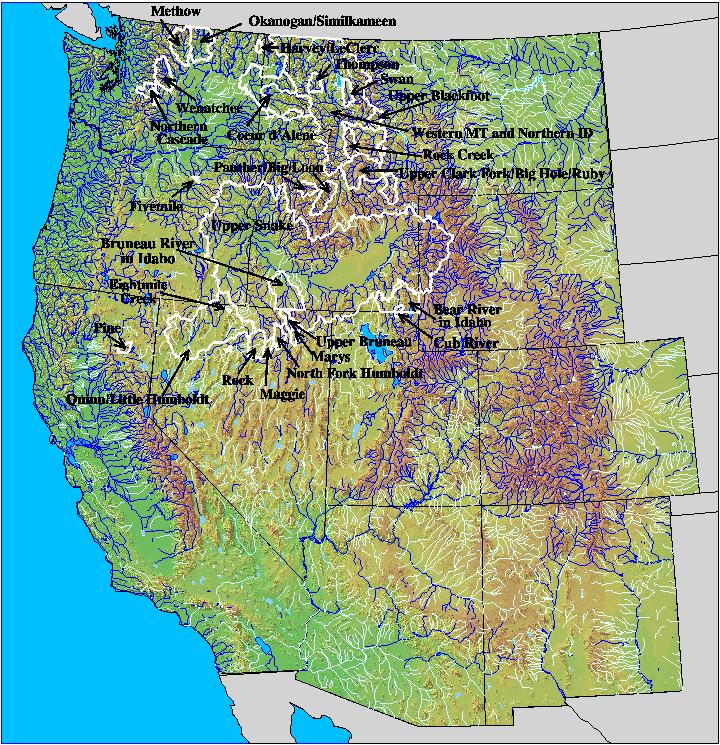 Methow
Okanogan/Similkameen
Harvey/LeClerc
Thompson
Swan
Upper Blackfoot
Wenatchee
Northern
Cascade
Coeur d'Alene
Western MT and Northern ID
Rock Creek
Panther/Big/Loon
Upper Clark Fork/Big Hole/Ruby
Fivemile
Upper Snake
Bruneau River
in Idaho
Eightmile
Creek
Bear River
in Idaho
Pine
Cub River
Upper Bruneau
Marys
North Fork Humboldt
Rock
Maggie
Quinn/Little Humboldt